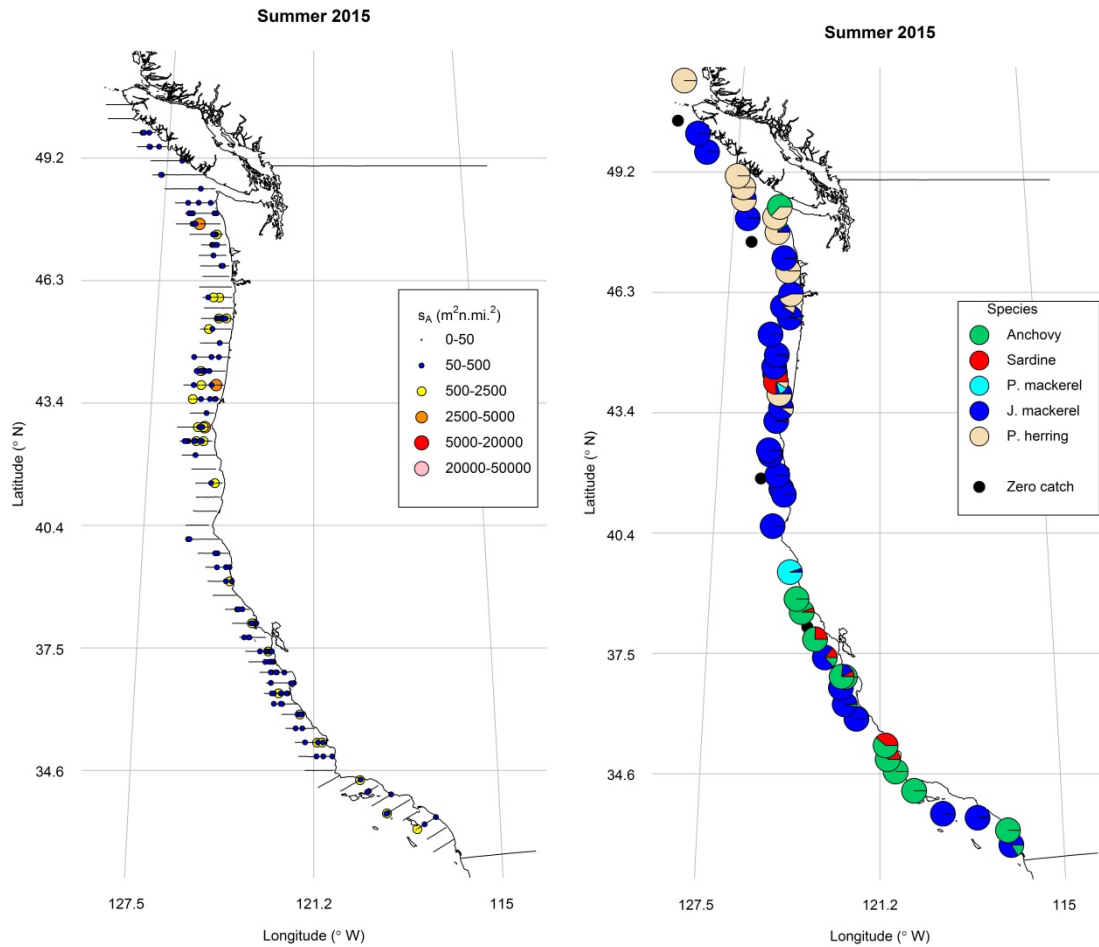 Summer 2015
49.2
46.3
43.4
40.4
37.5
34.6
Latitude (° N)
127.5
121.2
115
Longitude (° W)
s_A (m²n.mi.²)
0-50
50-500
500-2500
2500-5000
5000-20000
20000-50000
Summer 2015
49.2
46.3
43.4
40.4
37.5
34.6
Latitude (° N)
127.5
121.2
115
Longitude (° W)
Species
Anchovy
Sardine
P. mackerel
J. mackerel
P. herring
Zero catch